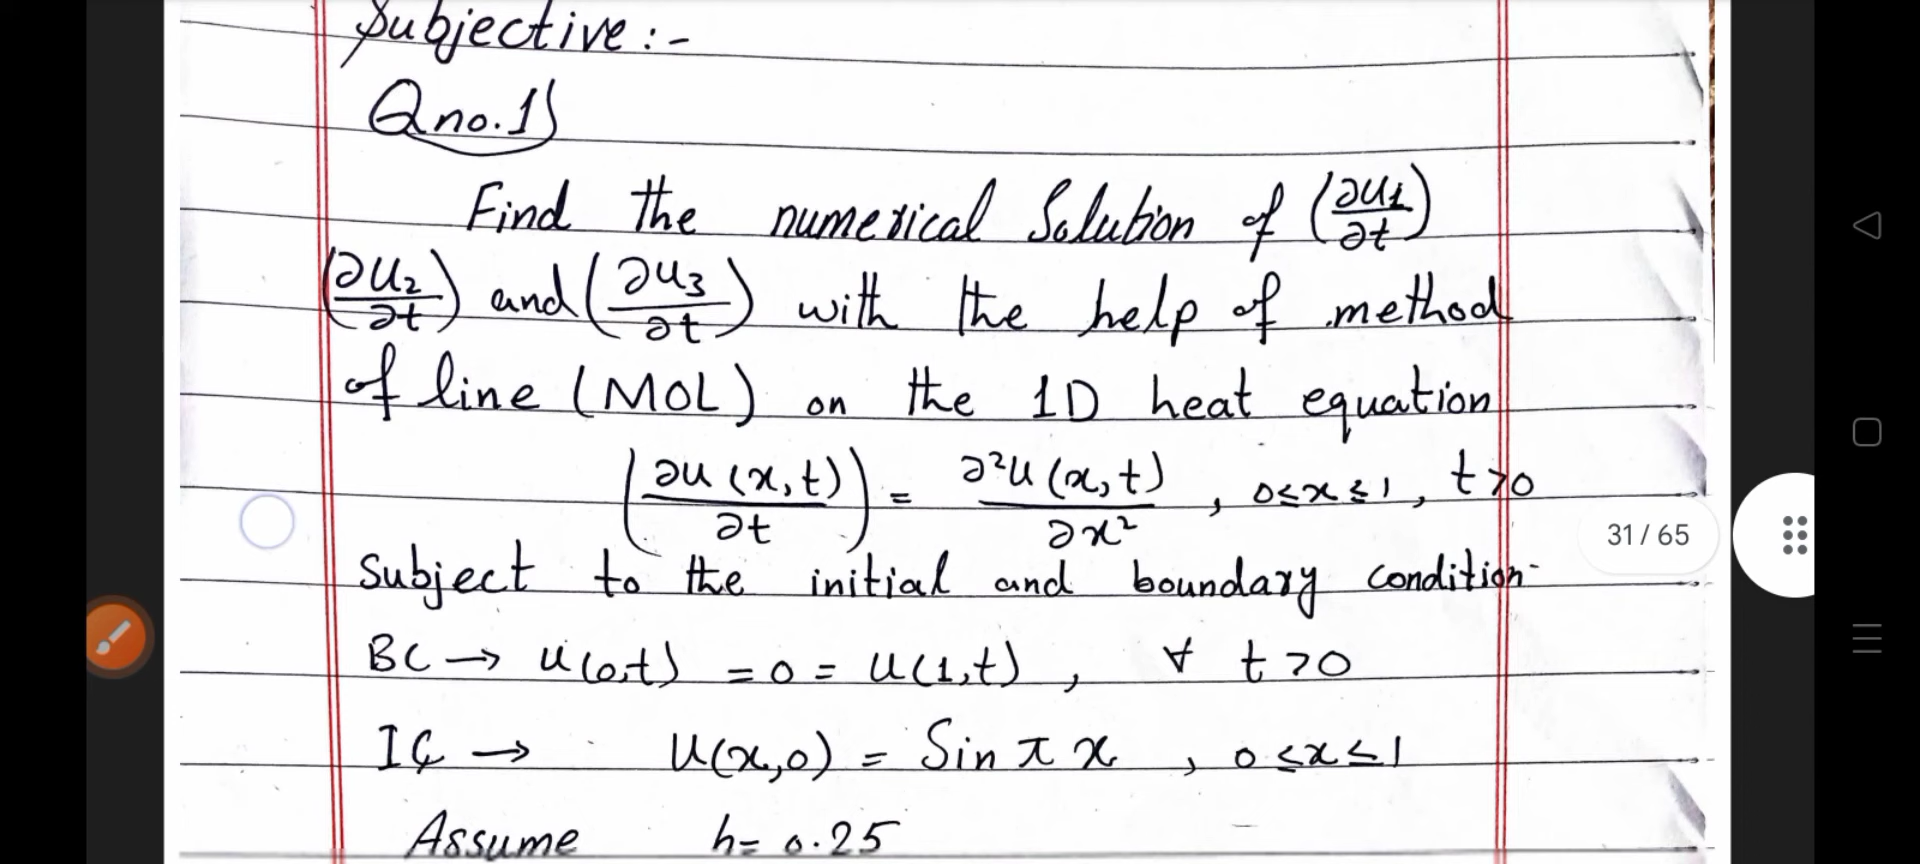 Subjective :-
Q no. 1)
Find the numerical Solution of (∂u1/∂t)
(∂u2/∂t) and (∂u3/∂t) with the help of method
of line (MOL) on the 1D heat equation
(∂u(x,t)/∂t) = ∂²u(x,t)/∂x² , 0≤x≤1, t>0
31 / 65
subject to the initial and boundary condition-
BC → u(o,t) = 0 = u(1,t) , ∀ t>0
IC → u(x,0) = Sin π x , 0≤x≤1
Assume h= 0.25